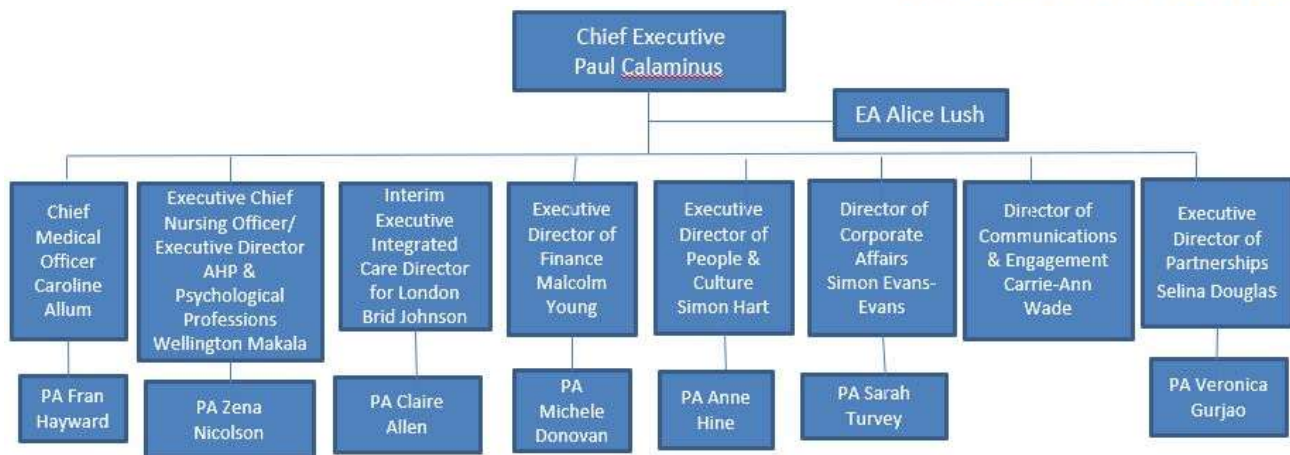 Chief Executive
Paul Calaminus
EA Alice Lush
Chief
Medical
Officer
Caroline
Allum
Executive Chief
Nursing Officer/
Executive Director
AHP &
Psychological
Professions
Wellington Makala
Interim
Executive
Integrated
Care Director
for London
Brid Johnson
Executive
Director of
Finance
Malcolm
Young
Executive
Director of
People &
Culture
Simon Hart
Director of
Corporate
Affairs
Simon Evans-
Evans
Director of
Communications
& Engagement
Carrie-Ann
Wade
Executive
Director of
Partnerships
Selina Douglas
PA Fran
Hayward
PA Zena
Nicolson
PA Claire
Allen
PA
Michele
Donovan
PA Anne
Hine
PA Sarah
Turvey
PA Veronica
Gurjao